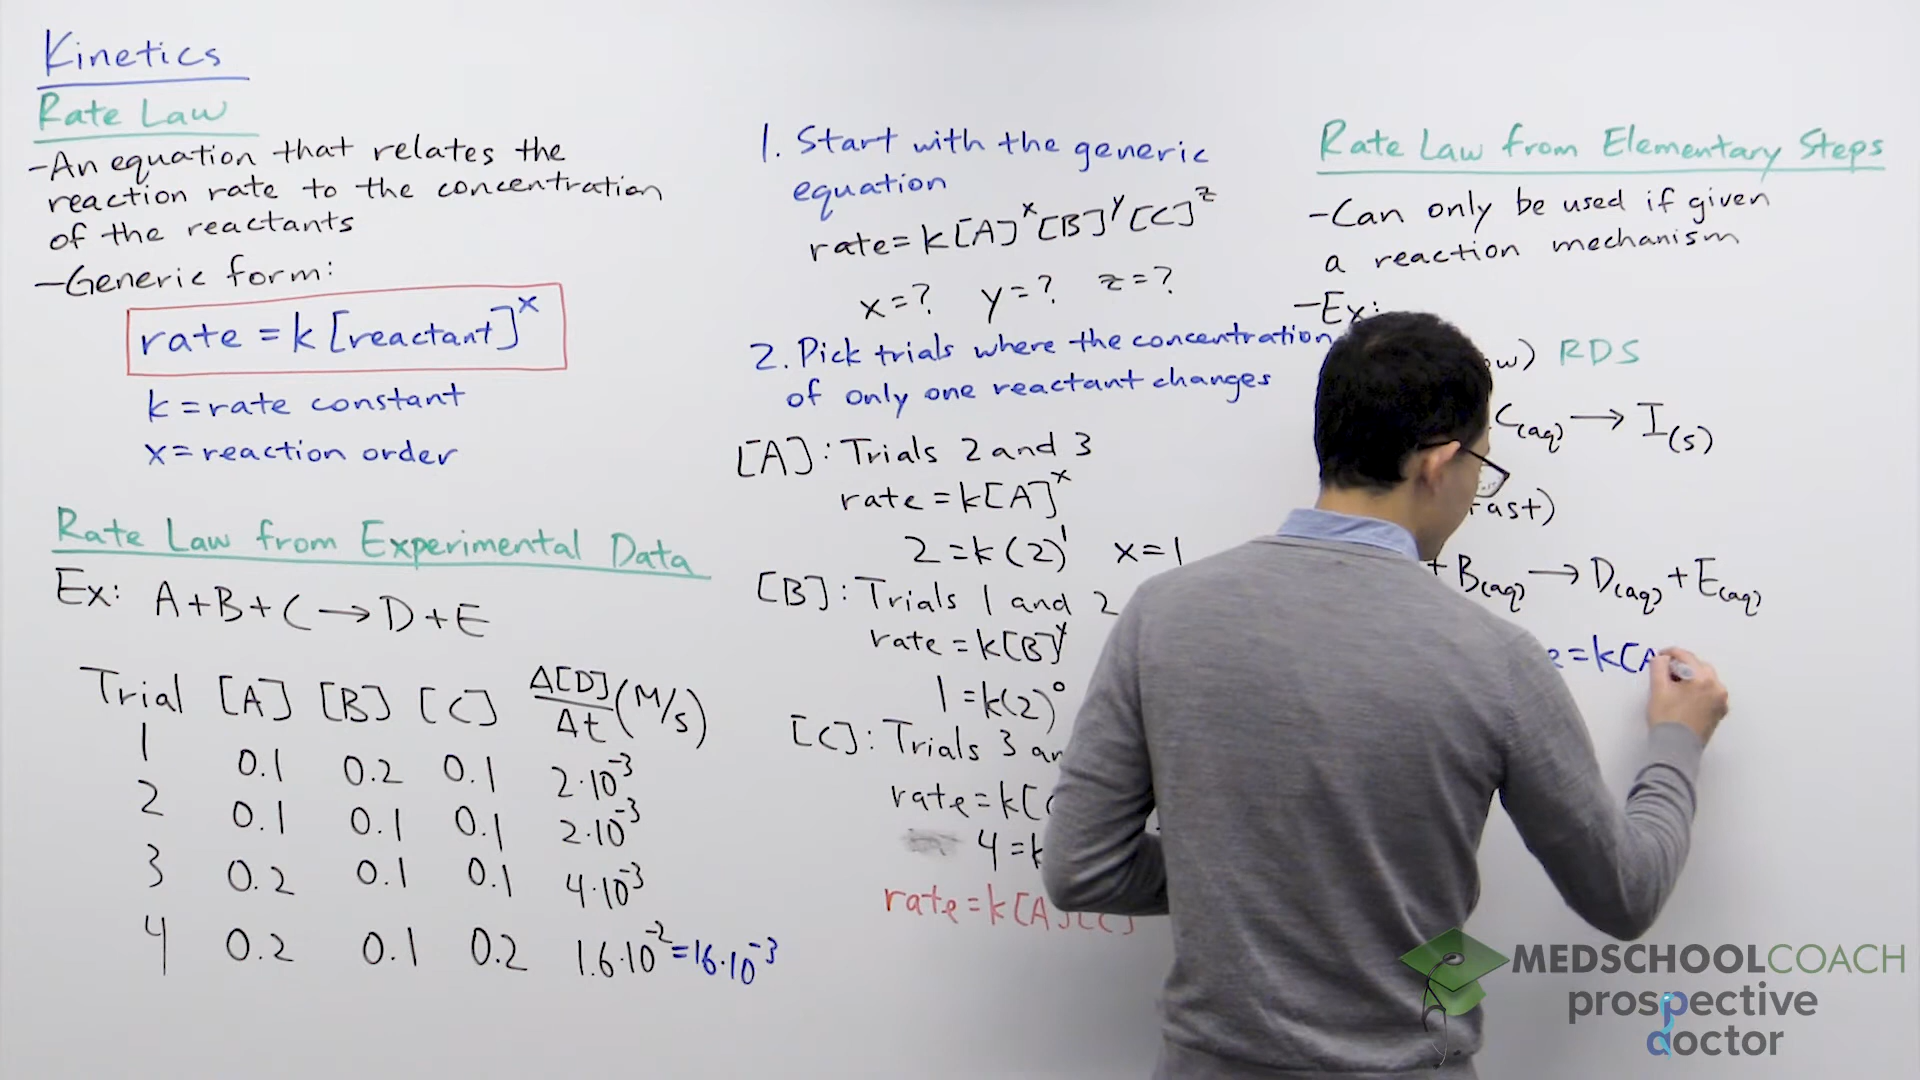 Kinetics
Rate Law
-An equation that relates the
reaction rate to the concentration
of the reactants
-Generic form:
rate = k [reactant]^x
k = rate constant
x = reaction order
Rate Law from Experimental Data
Ex: A+B+C → D+E
Trial [A] [B] [C] Δ[D]/Δt (M/s)
1 0.1 0.2 0.1 2·10^-3
2 0.1 0.1 0.1 2·10^-3
3 0.2 0.1 0.1 4·10^-3
4 0.2 0.1 0.2 1.6·10^-2 = 16·10^-3
1. Start with the generic
equation
rate = k[A]^x[B]^y[C]^z
x=? y=? z=?
2. Pick trials where the concentration
of only one reactant changes
[A]: Trials 2 and 3
rate = k[A]^x
2 = k(2)^1 x=1
[B]: Trials 1 and 2
rate = k[B]^y
1 = k(2)^0
[C]: Trials 3
rate = k[
4 = k
rate = k[A][C]
Rate Law from Elementary Steps
-Can only be used if given
a reaction mechanism
-Ex:
RDS
C(aq) → I(s)
+ B(aq) → D(aq) + E(aq)
= k[A
MEDSCHOOLCOACH
prospective
doctor